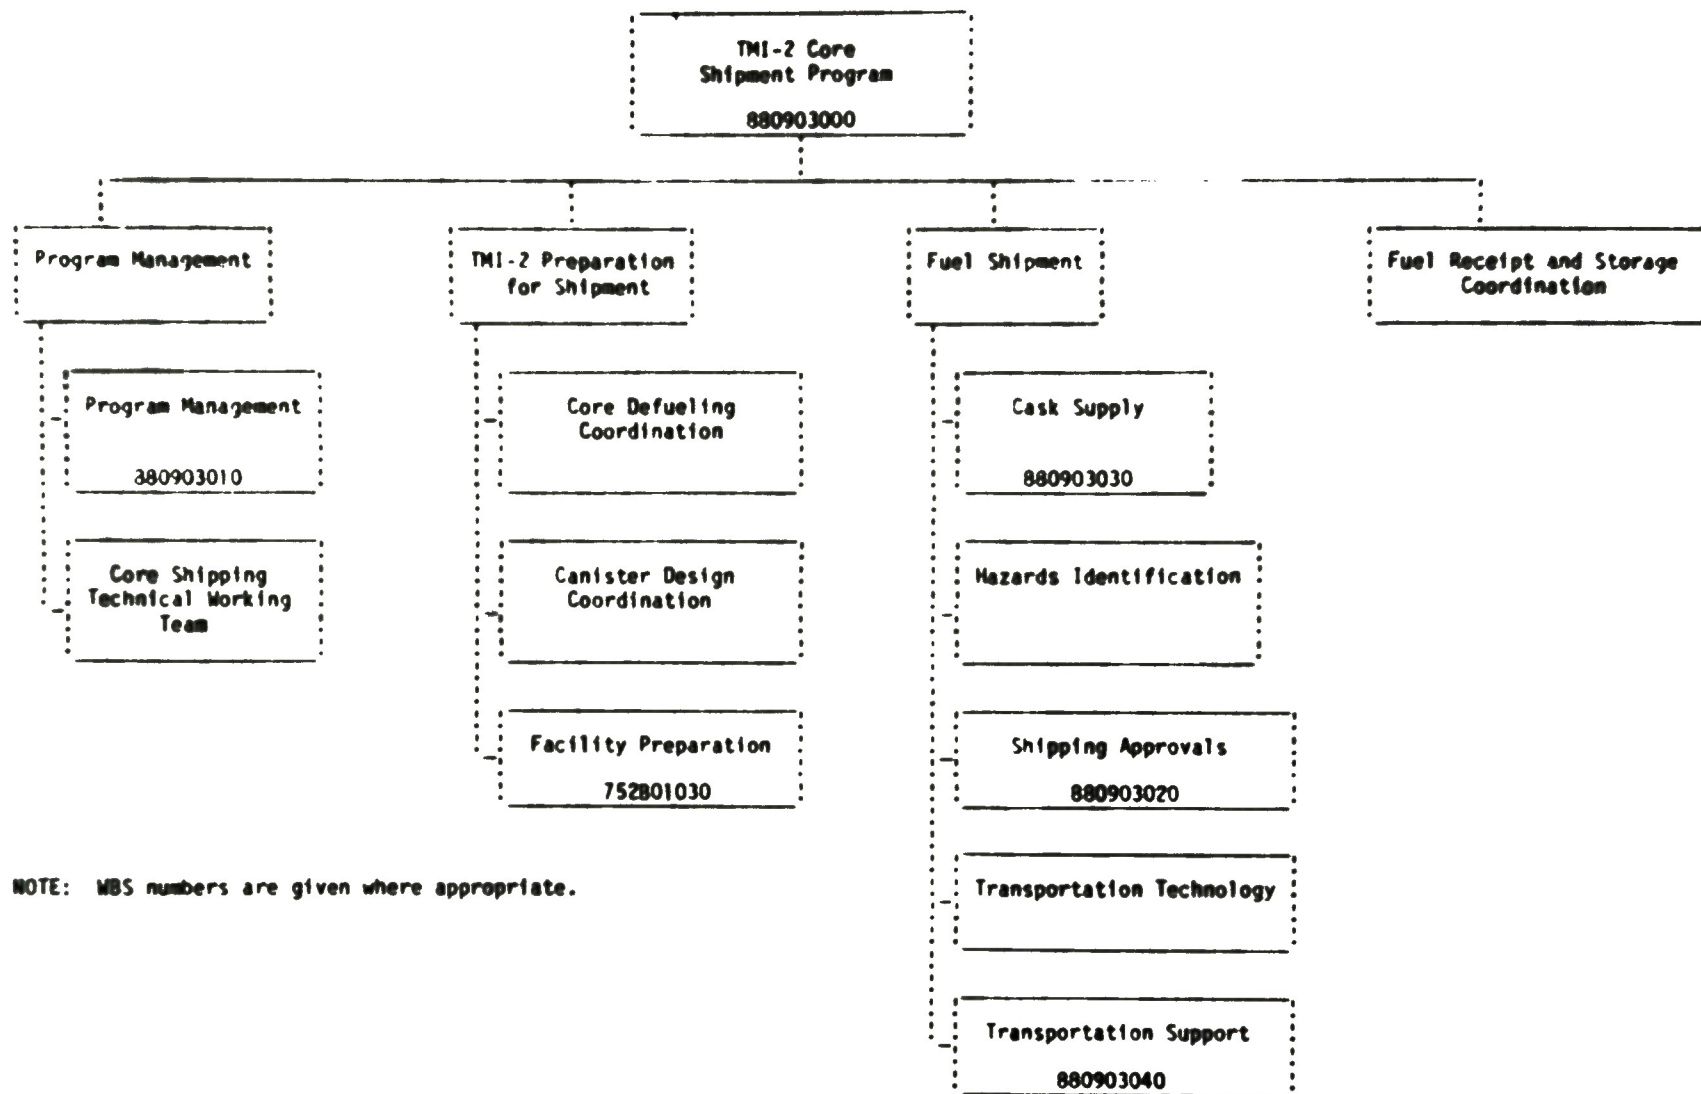 TMI-2 Core
Shipment Program
880903000
Program Management
TMI-2 Preparation
for Shipment
Fuel Shipment
Fuel Receipt and Storage
Coordination
Program Management
880903010
Core Shipping
Technical Working
Team
Core Defueling
Coordination
Canister Design
Coordination
Facility Preparation
752B01030
Cask Supply
880903030
Hazards Identification
Shipping Approvals
880903020
Transportation Technology
Transportation Support
880903040
NOTE: WBS numbers are given where appropriate.